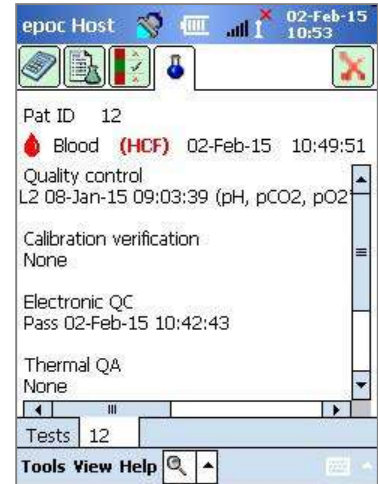 epoc Host 02-Feb-15
10:53
Pat ID 12
Blood (HCF) 02-Feb-15 10:49:51
Quality control
L2 08-Jan-15 09:03:39 (pH, pCO2, pO2
Calibration verification
None
Electronic QC
Pass 02-Feb-15 10:42:43
Thermal QA
None
Tests 12
Tools View Help